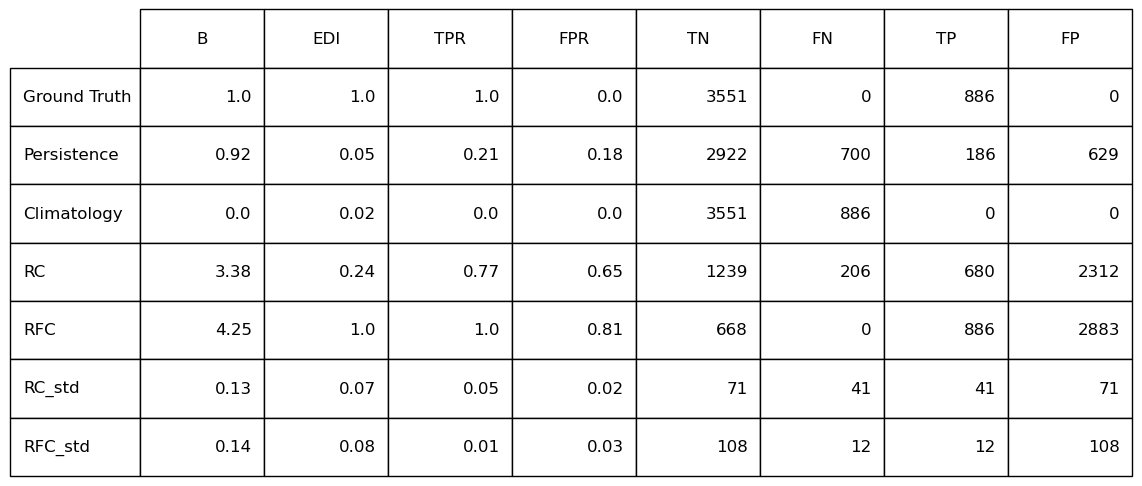 B EDI TPR FPR TN FN TP FP
Ground Truth 1.0 1.0 1.0 0.0 3551 0 886 0
Persistence 0.92 0.05 0.21 0.18 2922 700 186 629
Climatology 0.0 0.02 0.0 0.0 3551 886 0 0
RC 3.38 0.24 0.77 0.65 1239 206 680 2312
RFC 4.25 1.0 1.0 0.81 668 0 886 2883
RC_std 0.13 0.07 0.05 0.02 71 41 41 71
RFC_std 0.14 0.08 0.01 0.03 108 12 12 108